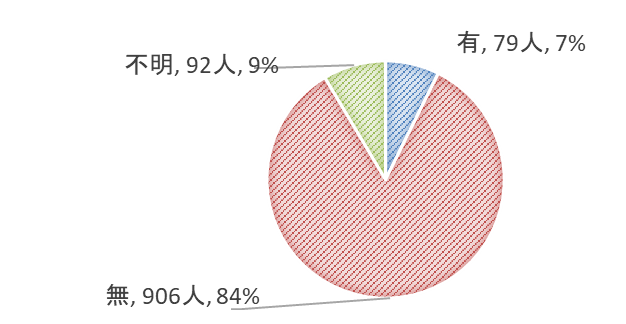 有, 79人, 7%
不明, 92人, 9%
無, 906人, 84%